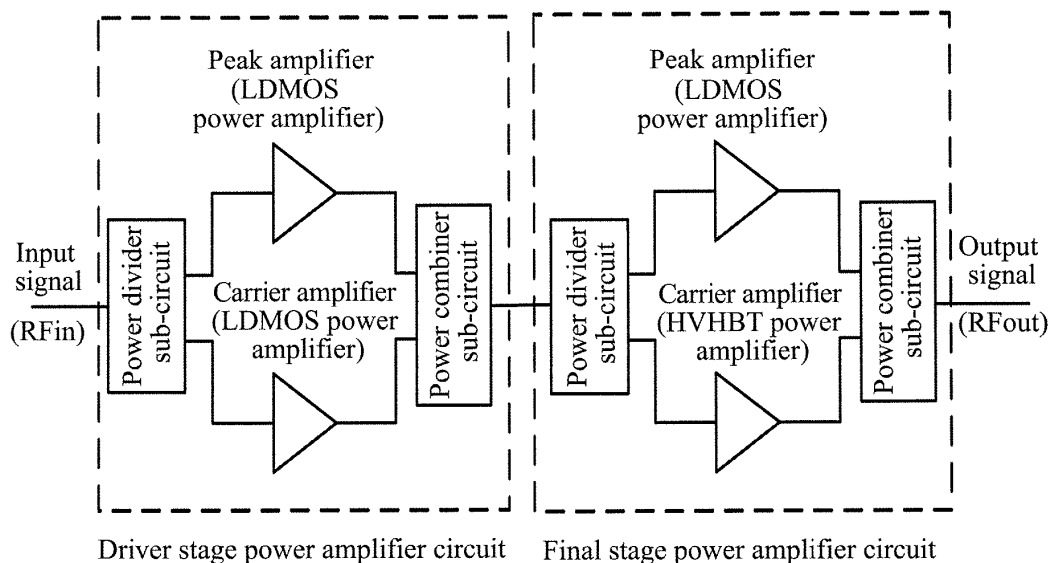 Peak amplifier
(LDMOS
power amplifier)
Peak amplifier
(LDMOS
power amplifier)
Input
signal
(RFin)
Power divider
sub-circuit
Carrier amplifier
(LDMOS power
amplifier)
Power combiner
sub-circuit
Power divider
sub-circuit
Carrier amplifier
(HVHBT power
amplifier)
Power combiner
sub-circuit
Output
signal
(RFout)
Driver stage power amplifier circuit
Final stage power amplifier circuit